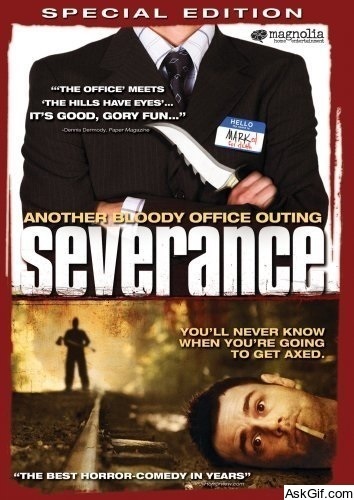 SPECIAL EDITION
magnolia
home entertainment
"'THE OFFICE' MEETS
'THE HILLS HAVE EYES'...
IT'S GOOD, GORY FUN..."
-Dennis Dermody, Paper Magazine
HELLO
ANOTHER BLOODY OFFICE OUTING
severance
YOU'LL NEVER KNOW
WHEN YOU'RE GOING
TO GET AXED.
"THE BEST HORROR-COMEDY IN YEARS"
AskGif.com